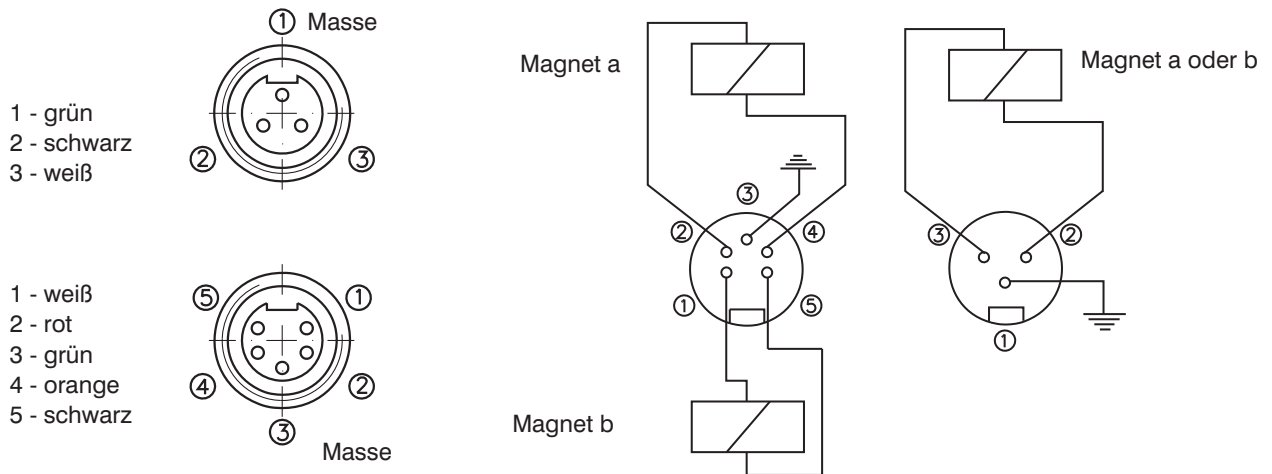 ① Masse
1 - grün
2 - schwarz
3 - weiß
②
③
1 - weiß
2 - rot
3 - grün
4 - orange
5 - schwarz
⑤
①
④
②
③
Masse
Magnet a
③
②
④
①
⑤
Magnet b
Magnet a oder b
③
②
①